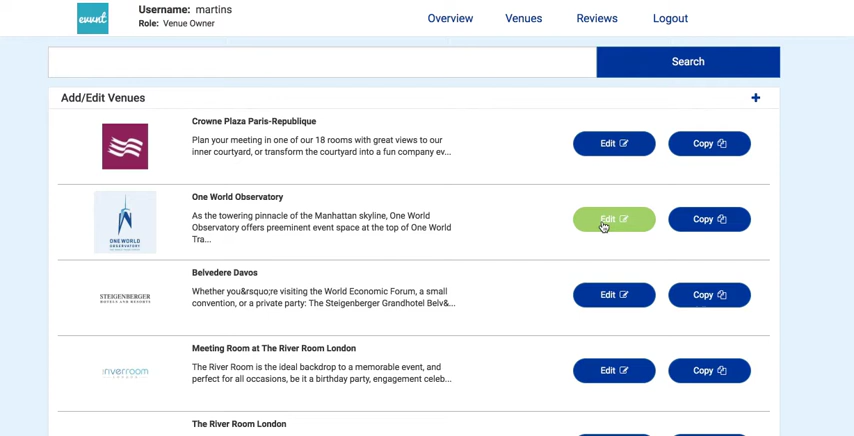 evvnt
Username: martins
Role: Venue Owner
Overview
Venues
Reviews
Logout
Search
Add/Edit Venues
+
Crowne Plaza Paris-Republique
Plan your meeting in one of our 18 rooms with great views to our
inner courtyard, or transform the courtyard into a fun company ev...
Edit
Copy
ONE WORLD
OBSERVATORY
One World Observatory
As the towering pinnacle of the Manhattan skyline, One World
Observatory offers preeminent event space at the top of One World
Tra...
Edit
Copy
STEIGENBERGER
HOTELS AND RESORTS
Belvedere Davos
Whether you&rsquo;re visiting the World Economic Forum, a small
convention, or a private party: The Steigenberger Grandhotel Belv&...
Edit
Copy
riverroom
LONDON
Meeting Room at The River Room London
The River Room is the ideal backdrop to a memorable event, and
perfect for all occasions, be it a birthday party, engagement celeb...
Edit
Copy
The River Room London